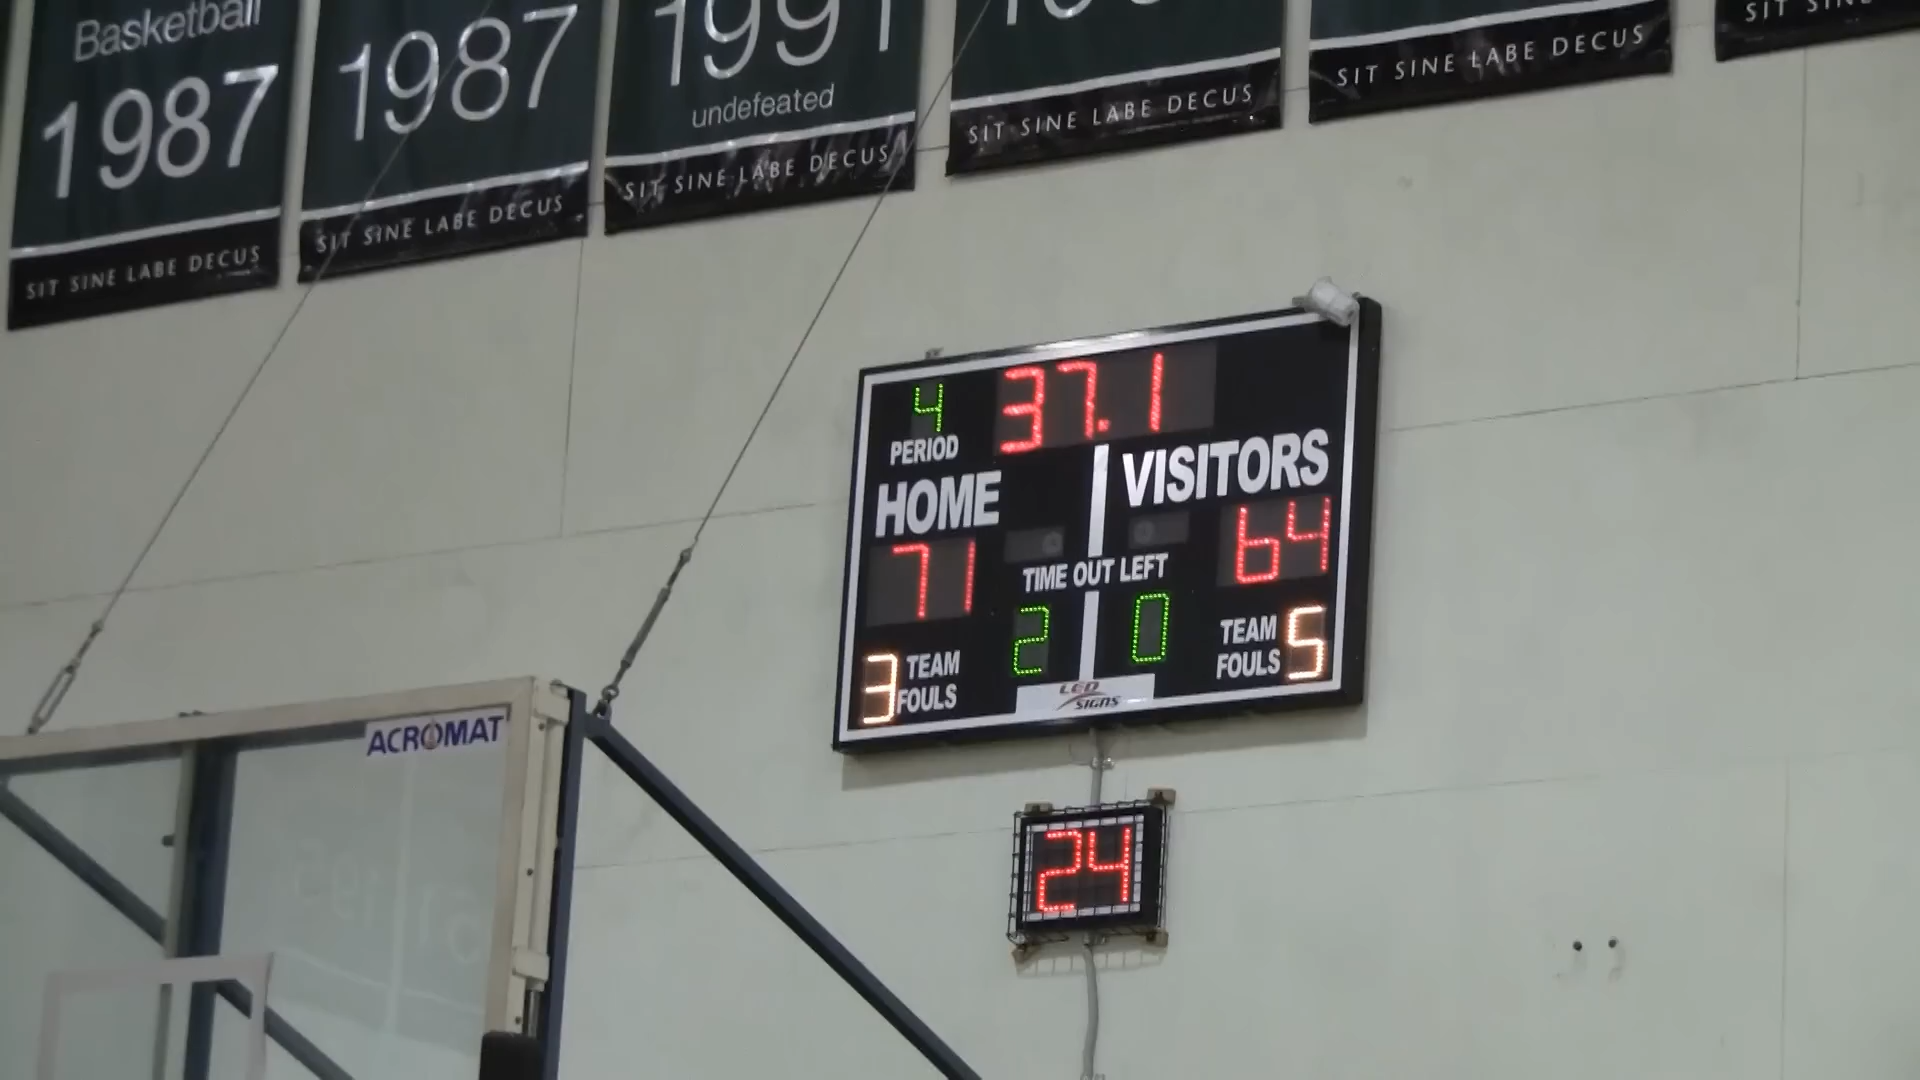 Basketball
1987
SIT SINE LABE DECUS
1987
SIT SINE LABE DECUS
1991
undefeated
SIT SINE LABE DECUS
SIT SINE LABE DECUS
SIT SINE LABE DECUS
SIT SINE
4
PERIOD
37.1
HOME
VISITORS
71
64
TIME OUT LEFT
2
0
3
TEAM
FOULS
TEAM
FOULS
5
LED
SIGNS
ACROMAT
24